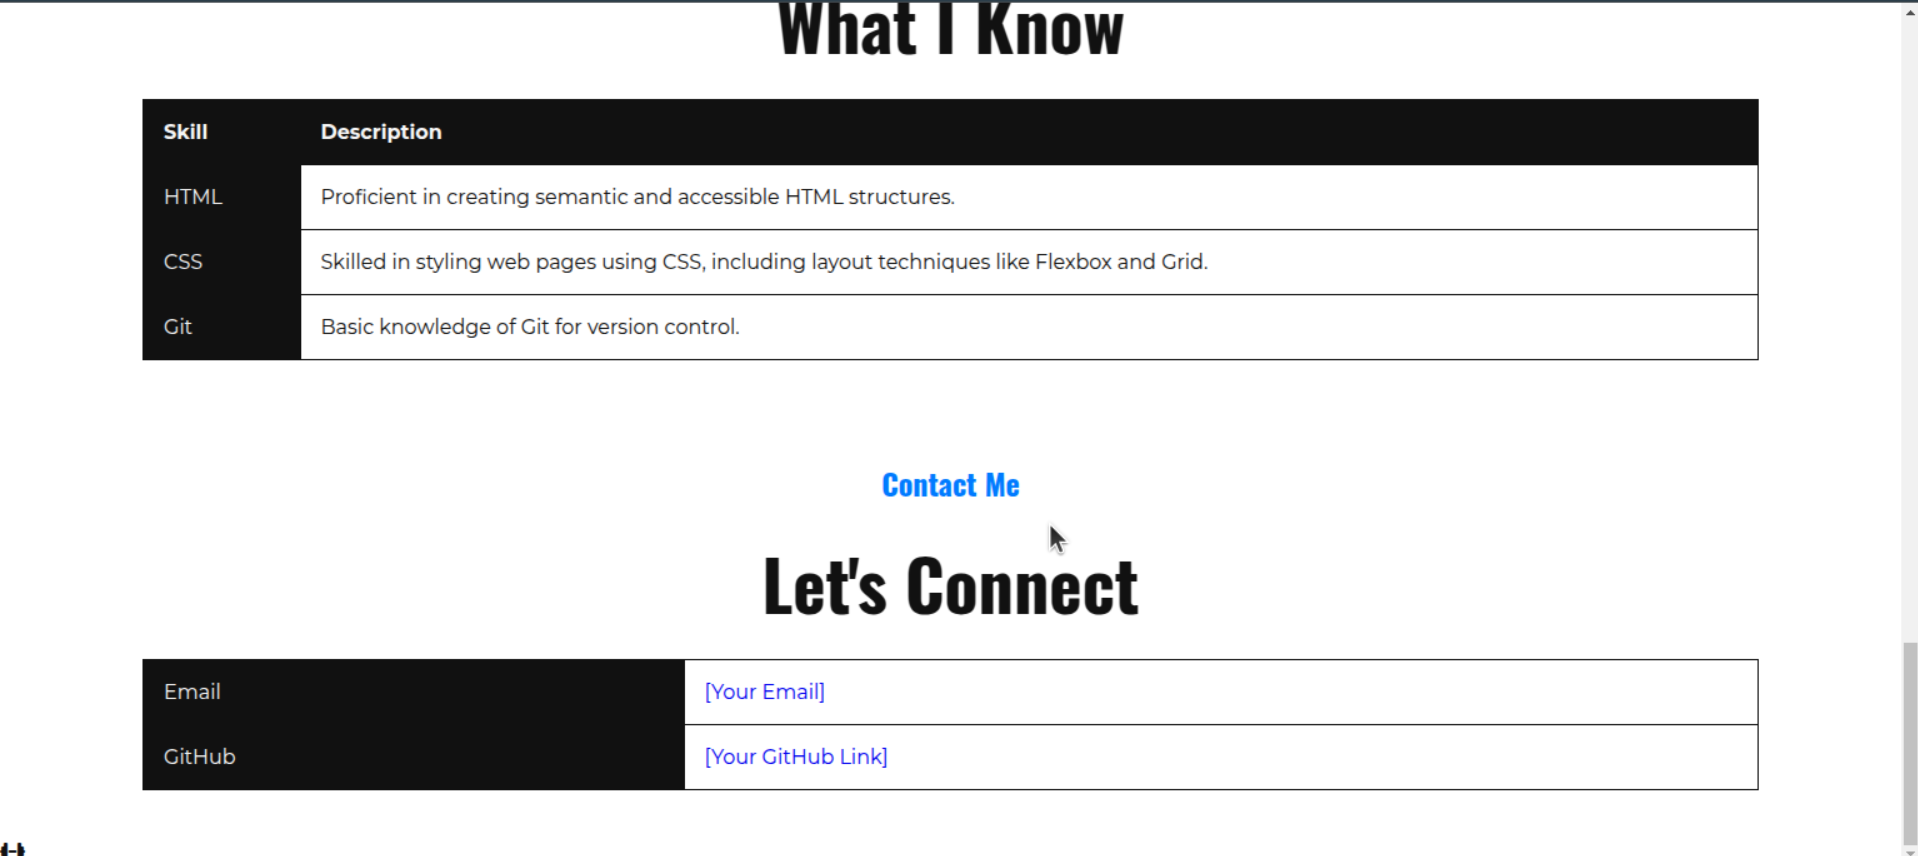 What I Know
Skill Description
HTML Proficient in creating semantic and accessible HTML structures.
CSS Skilled in styling web pages using CSS, including layout techniques like Flexbox and Grid.
Git Basic knowledge of Git for version control.
Contact Me
Let's Connect
Email [Your Email]
GitHub [Your GitHub Link]